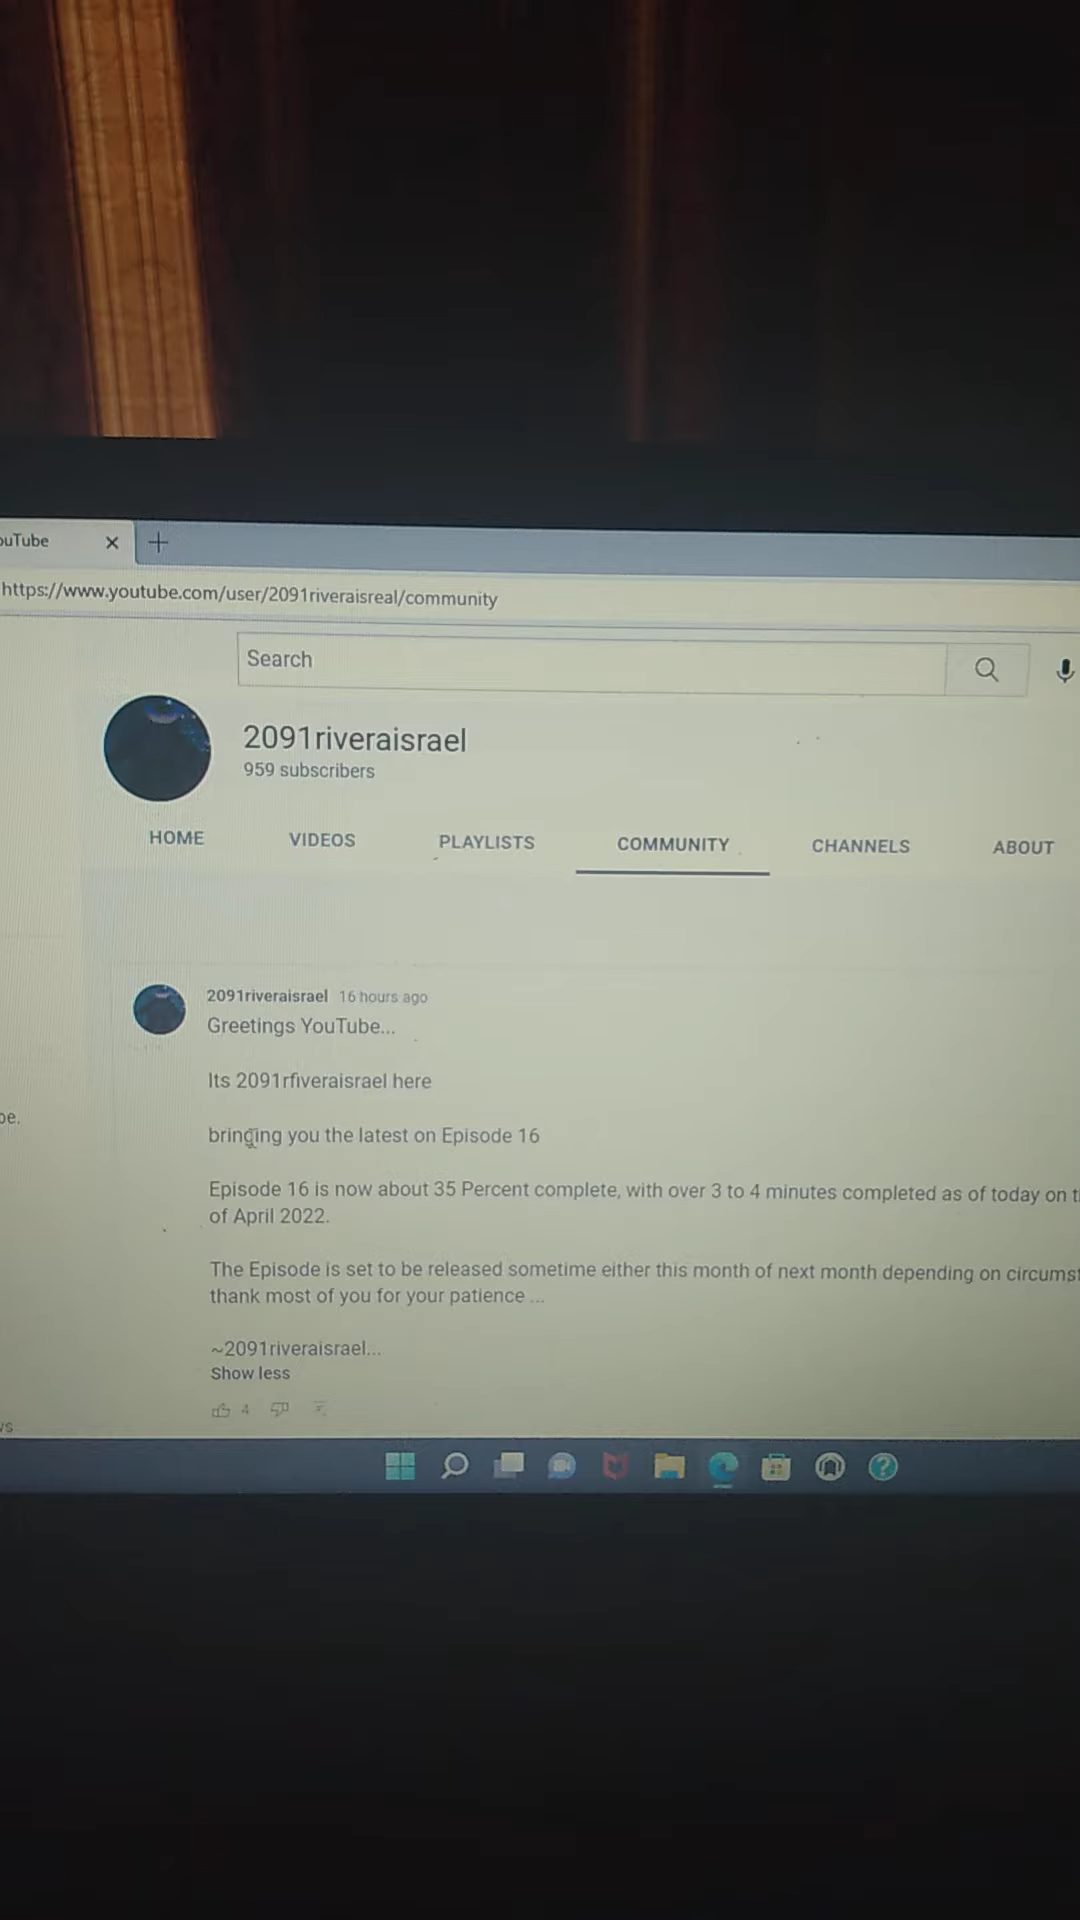 ouTube
https://www.youtube.com/user/2091riveraisreal/community
Search
2091riveraisrael
959 subscribers
HOME VIDEOS PLAYLISTS COMMUNITY CHANNELS ABOUT
2091riveraisrael 16 hours ago
Greetings YouTube...
Its 2091rfiveraisrael here
be.
bringing you the latest on Episode 16
Episode 16 is now about 35 Percent complete, with over 3 to 4 minutes completed as of today on t
of April 2022.
The Episode is set to be released sometime either this month of next month depending on circumst
thank most of you for your patience ...
~2091riveraisrael...
Show less
4